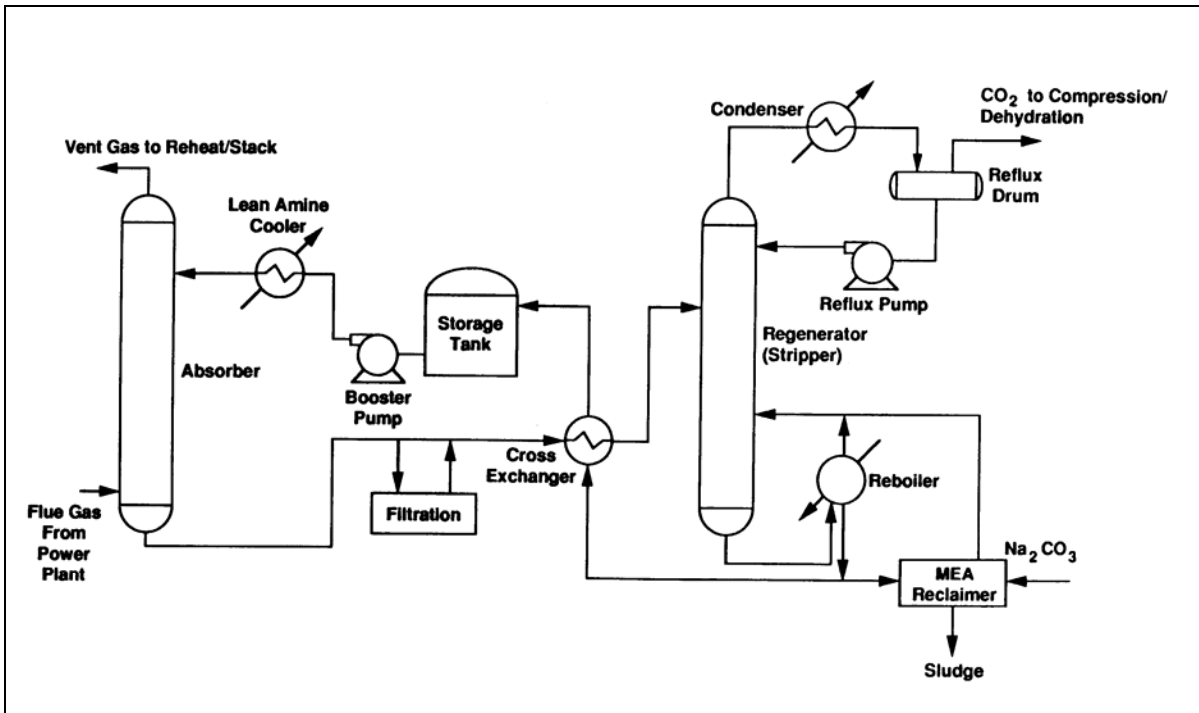 Condenser
CO2 to Compression/
Dehydration
Vent Gas to Reheat/Stack
Reflux
Drum
Lean Amine
Cooler
Reflux Pump
Storage
Tank
Regenerator
(Stripper)
Absorber
Booster
Pump
Cross
Exchanger
Reboiler
Flue Gas
From
Power
Plant
Filtration
Na2CO3
MEA
Reclaimer
Sludge